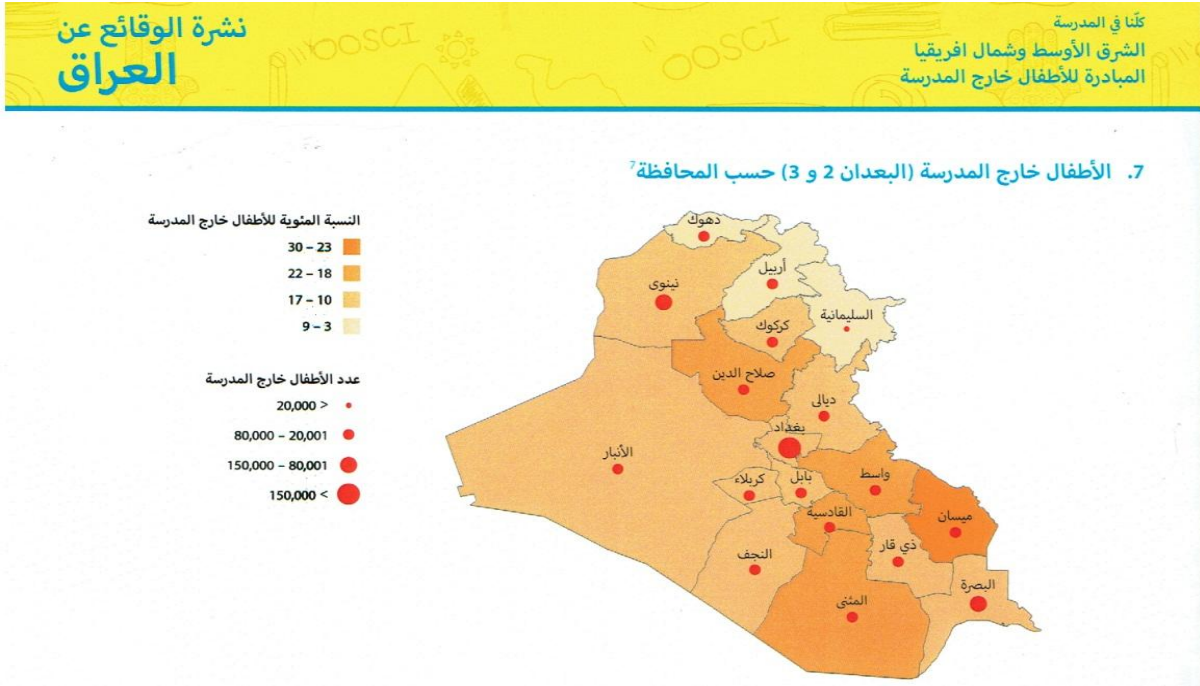 كلّنا في المدرسة
الشرق الأوسط وشمال افريقيا
المبادرة للأطفال خارج المدرسة
نشرة الوقائع عن
العراق
OOSCI
OOSCI
7. الأطفال خارج المدرسة (البعدان 2 و 3) حسب المحافظة7
النسبة المئوية للأطفال خارج المدرسة
23 – 30
18 – 22
10 – 17
3 – 9
عدد الأطفال خارج المدرسة
20,000 >
80,000 – 20,001
150,000 – 80,001
150,000 <
دهوك
أربيل
نينوى
السليمانية
كركوك
صلاح الدين
ديالى
بغداد
الأنبار
واسط
بابل
كربلاء
القادسية
ميسان
ذي قار
النجف
البصرة
المثنى